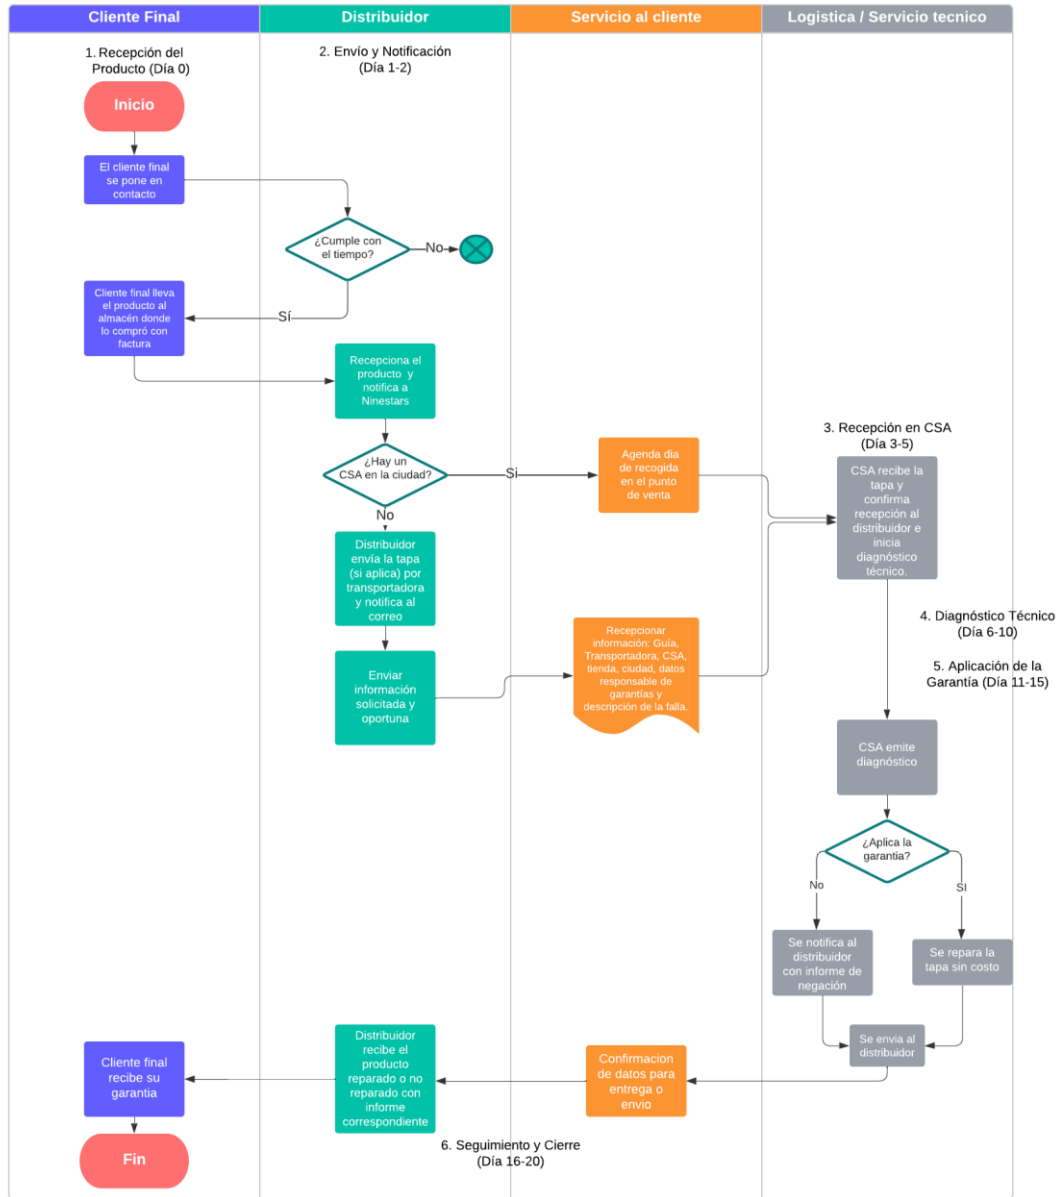 Cliente Final
Distribuidor
Servicio al cliente
Logistica / Servicio tecnico
1. Recepción del
Producto (Día 0)
2. Envío y Notificación
(Día 1-2)
Inicio
El cliente final
se pone en
contacto
¿Cumple con
el tiempo?
No
Cliente final lleva
el producto al
almacén donde
lo compró con
factura
Sí
Recepciona el
producto y
notifica a
Ninestars
¿Hay un
CSA en la ciudad?
Si
No
Agenda dia
de recogida
en el punto
de venta
3. Recepción en CSA
(Día 3-5)
CSA recibe la
tapa y
confirma
recepción al
distribuidor e
inicia
diagnóstico
técnico.
Distribuidor
envía la tapa
(si aplica) por
transportadora
y notifica al
correo
Enviar
información
solicitada y
oportuna
Recepcionar
información: Guía,
Transportadora, CSA,
tienda, ciudad, datos
responsable de
garantías y
descripción de la falla.
4. Diagnóstico Técnico
(Día 6-10)
5. Aplicación de la
Garantía (Día 11-15)
CSA emite
diagnóstico
¿Aplica la
garantia?
No
SI
Se notifica al
distribuidor
con informe de
negación
Se repara la
tapa sin costo
Se envia al
distribuidor
Confirmacion
de datos para
entrega o
envio
Distribuidor
recibe el
producto
reparado o no
reparado con
informe
correspondiente
Cliente final
recibe su
garantia
6. Seguimiento y Cierre
(Día 16-20)
Fin